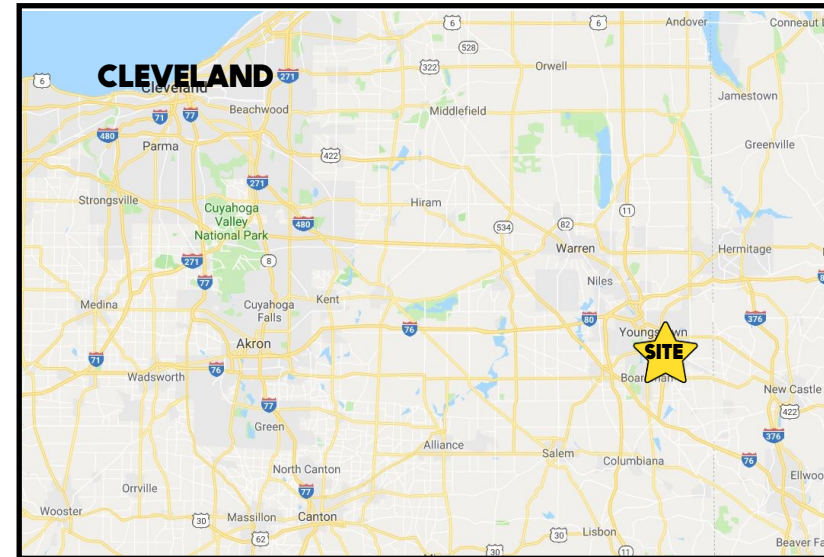 6
6
Andover
Conneaut L
528
322
Orwell
CLEVELAND
Cleveland
271
6
Jamestown
Beachwood
Middlefield
71
77
480
Parma
Greenville
422
271
Strongsville
Hiram
Cuyahoga
Valley
National Park
480
11
534
82
Warren
Hermitage
271
8
77
Niles
Medina
Cuyahoga
Falls
Kent
76
80
376
Youngstown
Akron
SITE
71
76
Wadsworth
Boardman
New Castle
77
422
Green
376
Alliance
Salem
Columbiana
76
North Canton
Ellwoo
Orrville
77
Wooster
30
Massillon
Canton
62
30
Lisbon
30
11
Beaver Fa